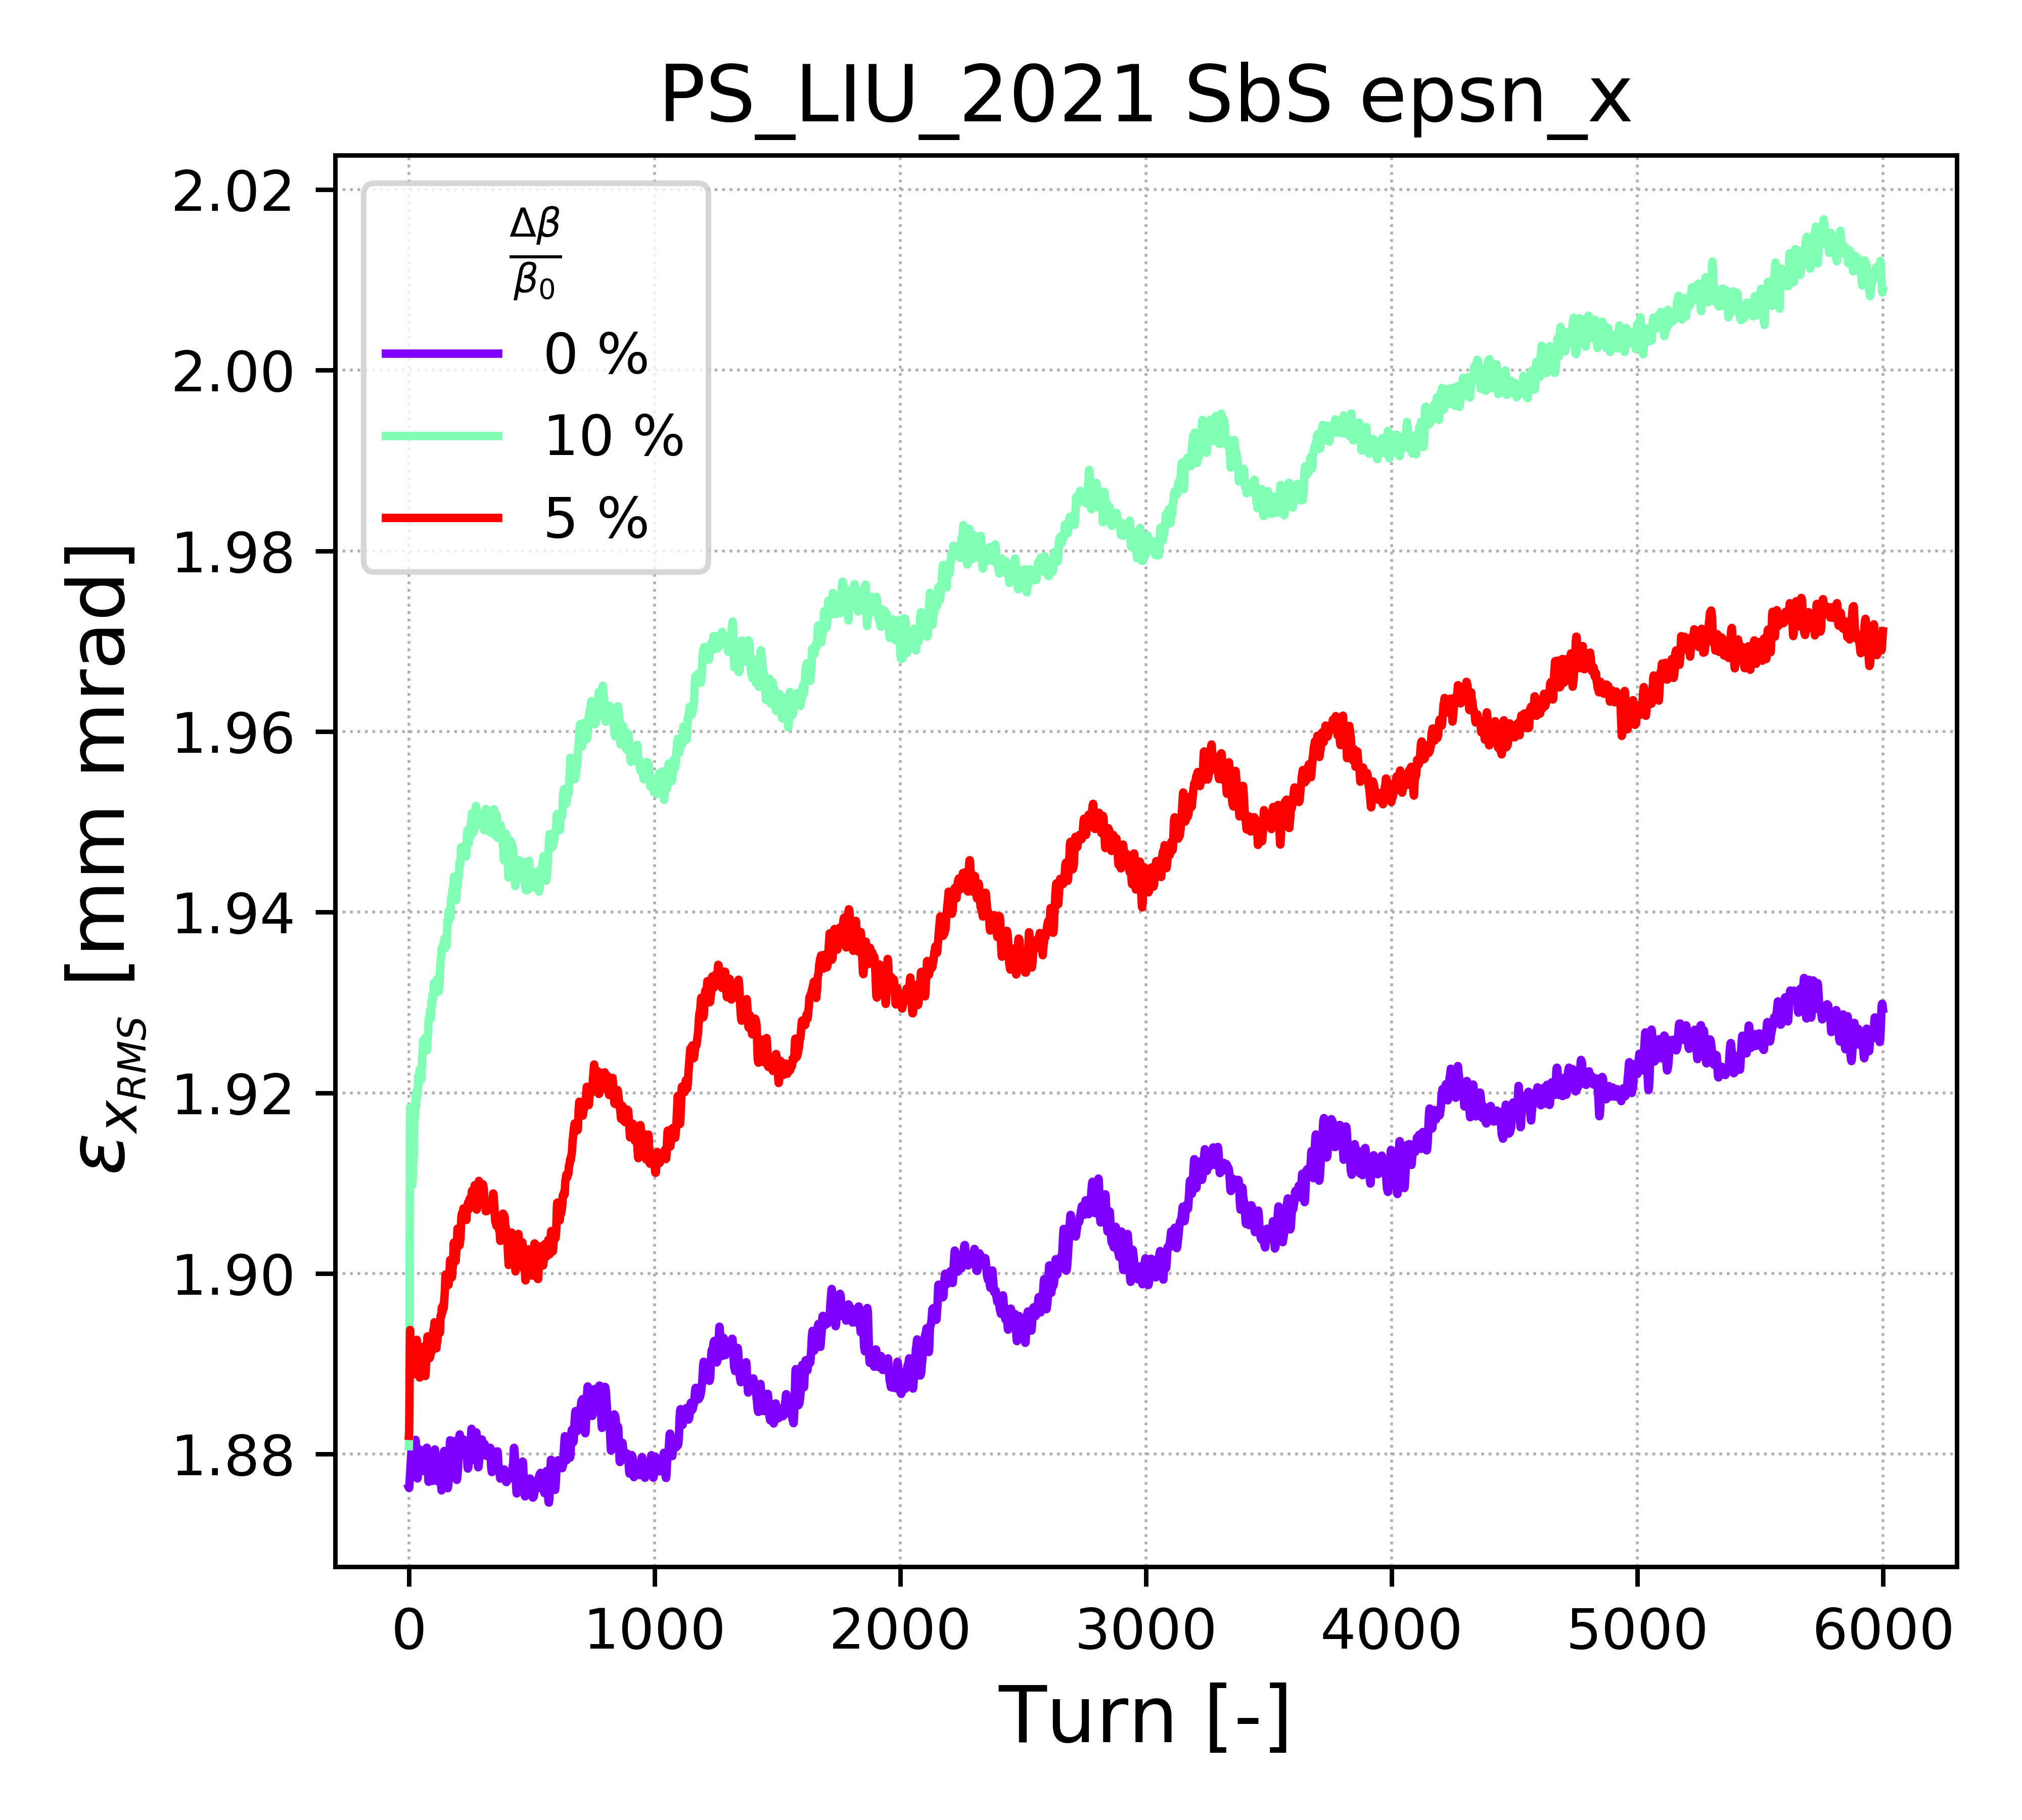 PS_LIU_2021 SbS epsn_x
Δβ
β₀
0 %
10 %
5 %
ε_x_RMS [mm mrad]
2.02
2.00
1.98
1.96
1.94
1.92
1.90
1.88
0 1000 2000 3000 4000 5000 6000
Turn [-]